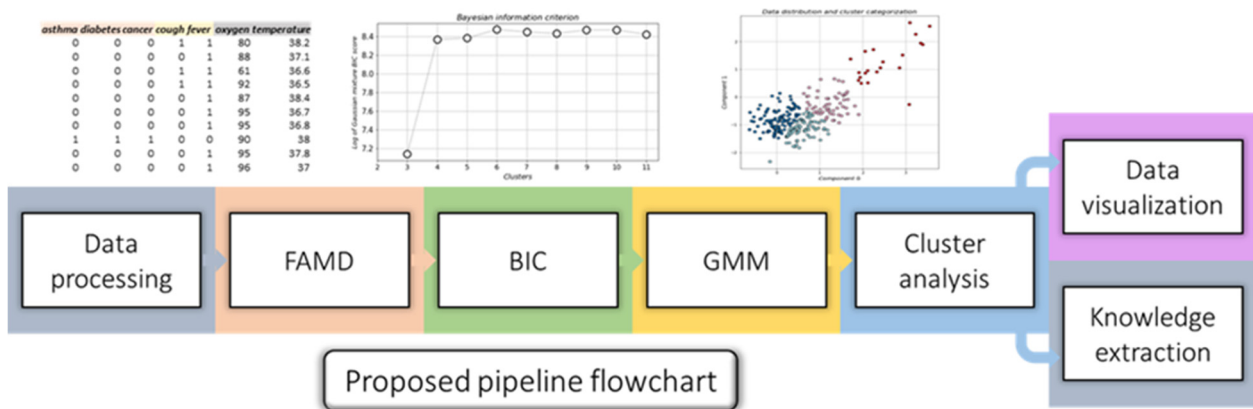 asthma diabetes cancer cough fever oxygen temperature
0 0 0 1 1 80 38.2
0 0 0 0 1 88 37.1
0 0 0 1 1 61 36.6
0 0 0 1 1 92 36.5
0 0 0 0 1 87 38.4
0 0 0 0 1 95 36.7
0 0 0 0 1 95 36.8
1 1 1 0 0 90 38
0 0 0 0 1 95 37.8
0 0 0 0 1 96 37
Bayesian information criterion
Log of Gaussian mixture BIC score
8.4
8.2
8.0
7.8
7.6
7.4
7.2
2 3 4 5 6 7 8 9 10 11
Clusters
Data distribution and cluster categorization
Component 1
Component 0
Data
processing
FAMD
BIC
GMM
Cluster
analysis
Data
visualization
Knowledge
extraction
Proposed pipeline flowchart